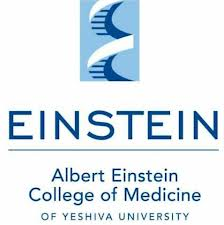 EINSTEIN
Albert Einstein
College of Medicine
OF YESHIVA UNIVERSITY